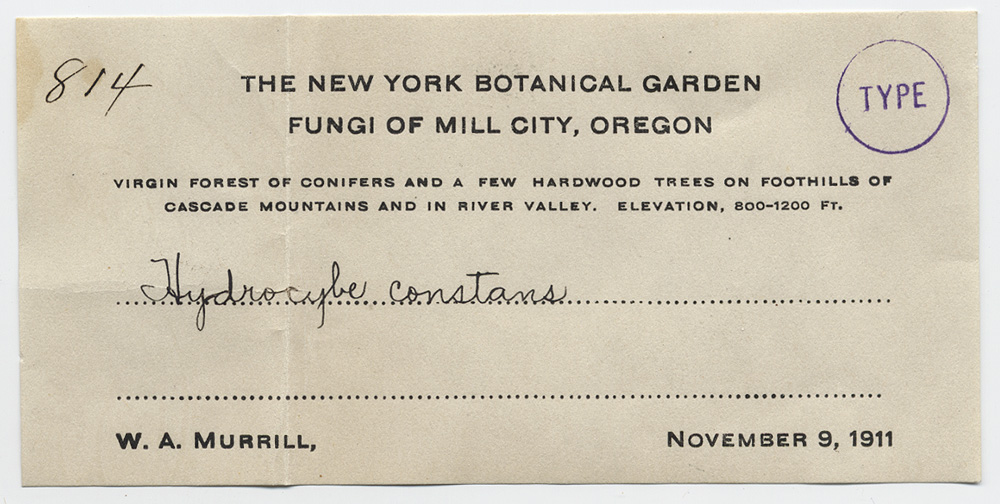 814
THE NEW YORK BOTANICAL GARDEN
TYPE
FUNGI OF MILL CITY, OREGON
VIRGIN FOREST OF CONIFERS AND A FEW HARDWOOD TREES ON FOOTHILLS OF
CASCADE MOUNTAINS AND IN RIVER VALLEY. ELEVATION, 800-1200 FT.
Hydrocybe constans
W. A. MURRILL, NOVEMBER 9, 1911